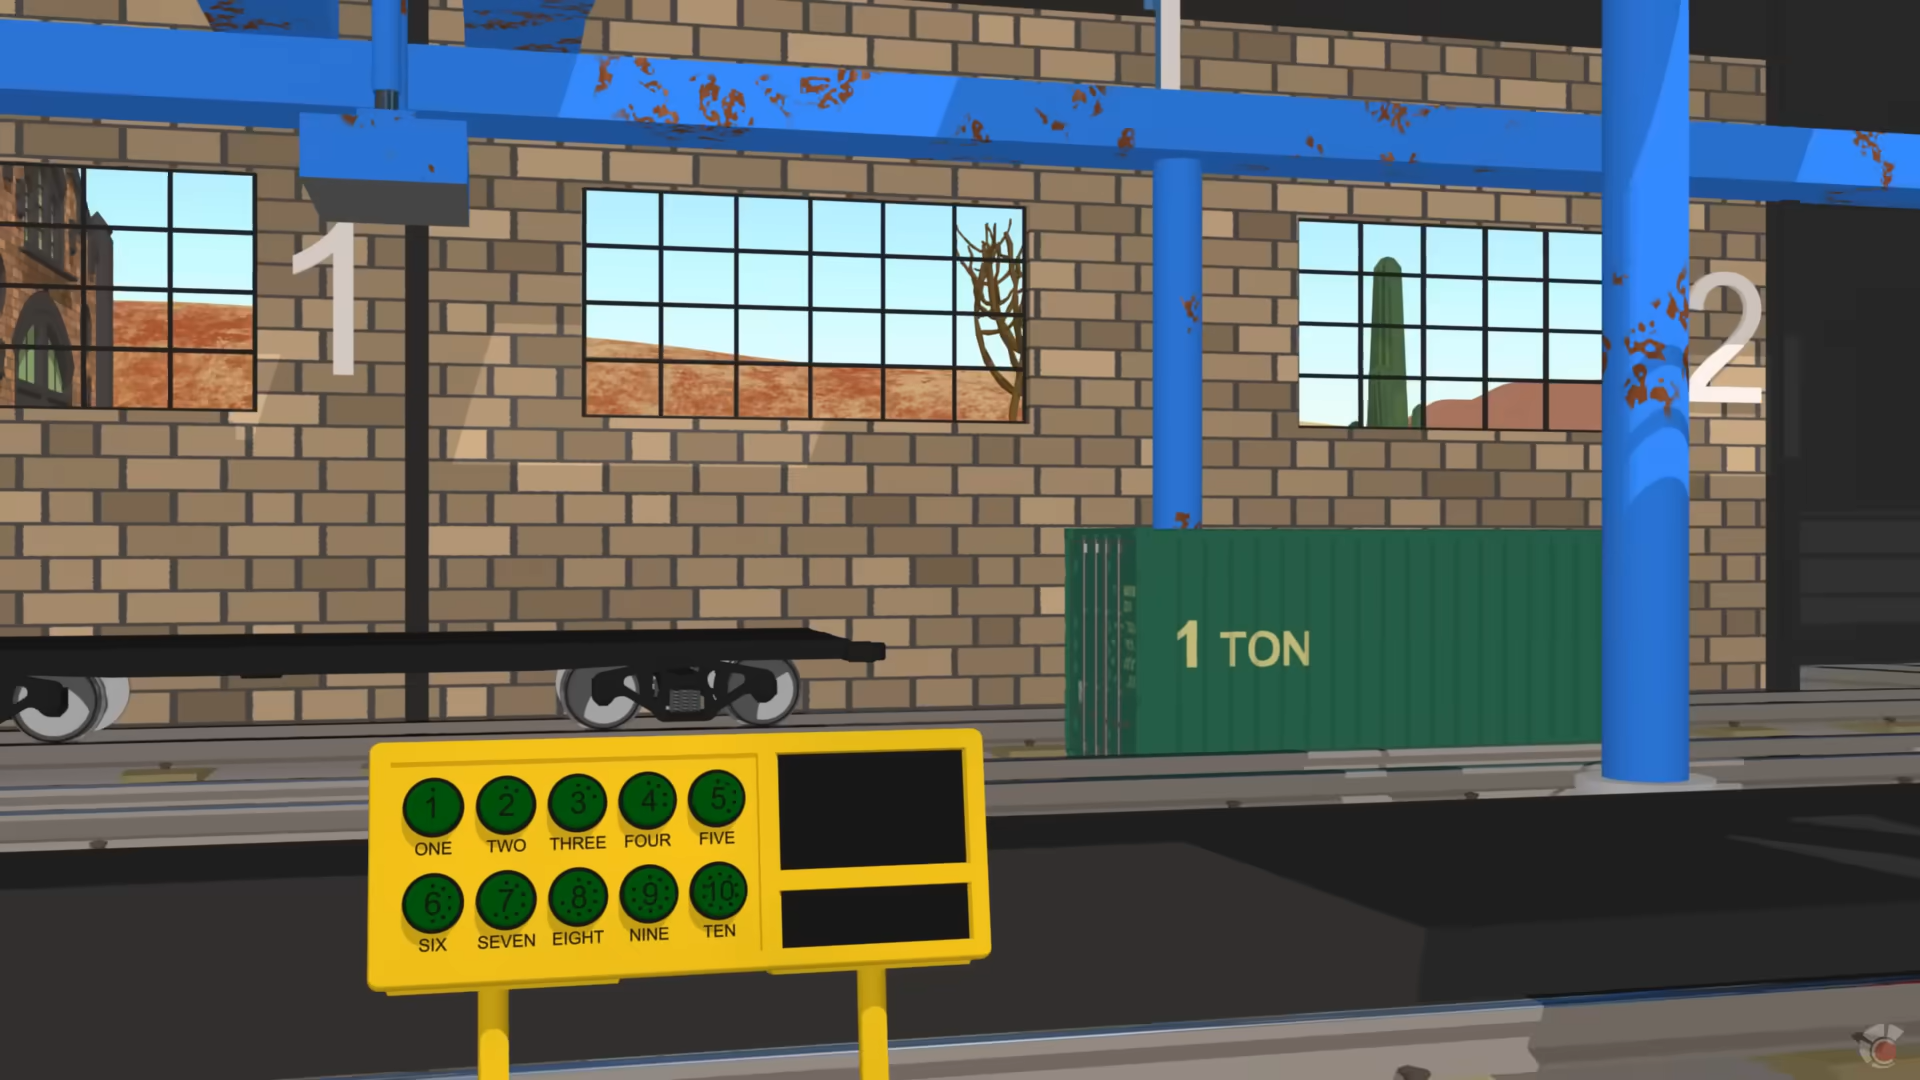 1
2
1 TON
1 2 3 4 5
ONE TWO THREE FOUR FIVE
6 7 8 9 10
SIX SEVEN EIGHT NINE TEN